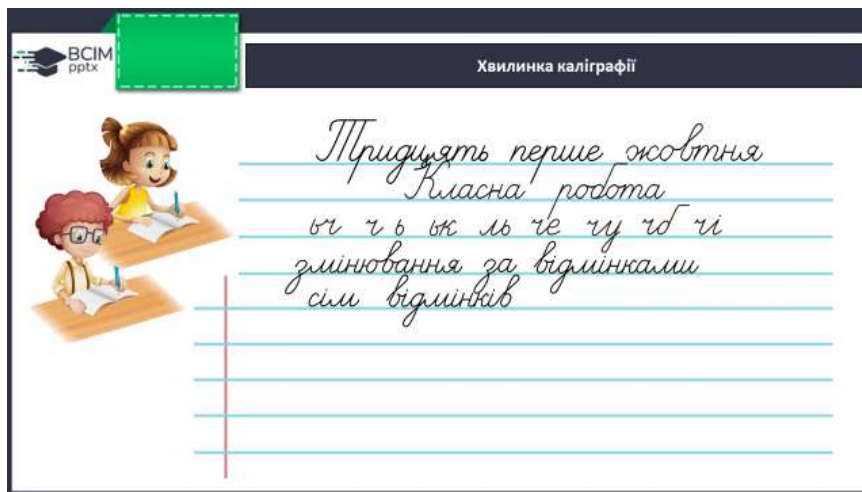 ВСІМ
pptx
Хвилинка каліграфії
Тридцять перше жовтня
Класна робота
ьч ч ь ьк ль че чу чб чі
змінювання за відмінками
сім відмінків